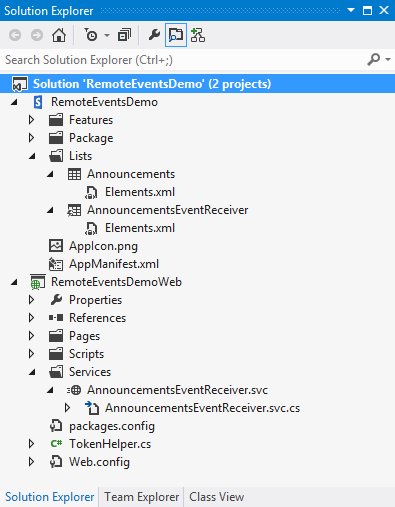 Solution Explorer
Search Solution Explorer (Ctrl+;)
Solution 'RemoteEventsDemo' (2 projects)
RemoteEventsDemo
Features
Package
Lists
Announcements
Elements.xml
AnnouncementsEventReceiver
Elements.xml
AppIcon.png
AppManifest.xml
RemoteEventsDemoWeb
Properties
References
Pages
Scripts
Services
AnnouncementsEventReceiver.svc
AnnouncementsEventReceiver.svc.cs
packages.config
C# TokenHelper.cs
Web.config
Solution Explorer Team Explorer Class View